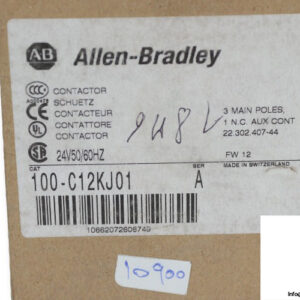 AB Allen-Bradley
CONTACTOR
SCHUETZ
CONTACTEUR
CONTATTORE
CONTACTOR
3 MAIN POLES,
1 N.C. AUX CONT
22.302.407-44
24V50/60HZ
FW 12
CAT
SER
MADE IN SWITZERLAND
100-C12KJ01 A
10662072606749
10900